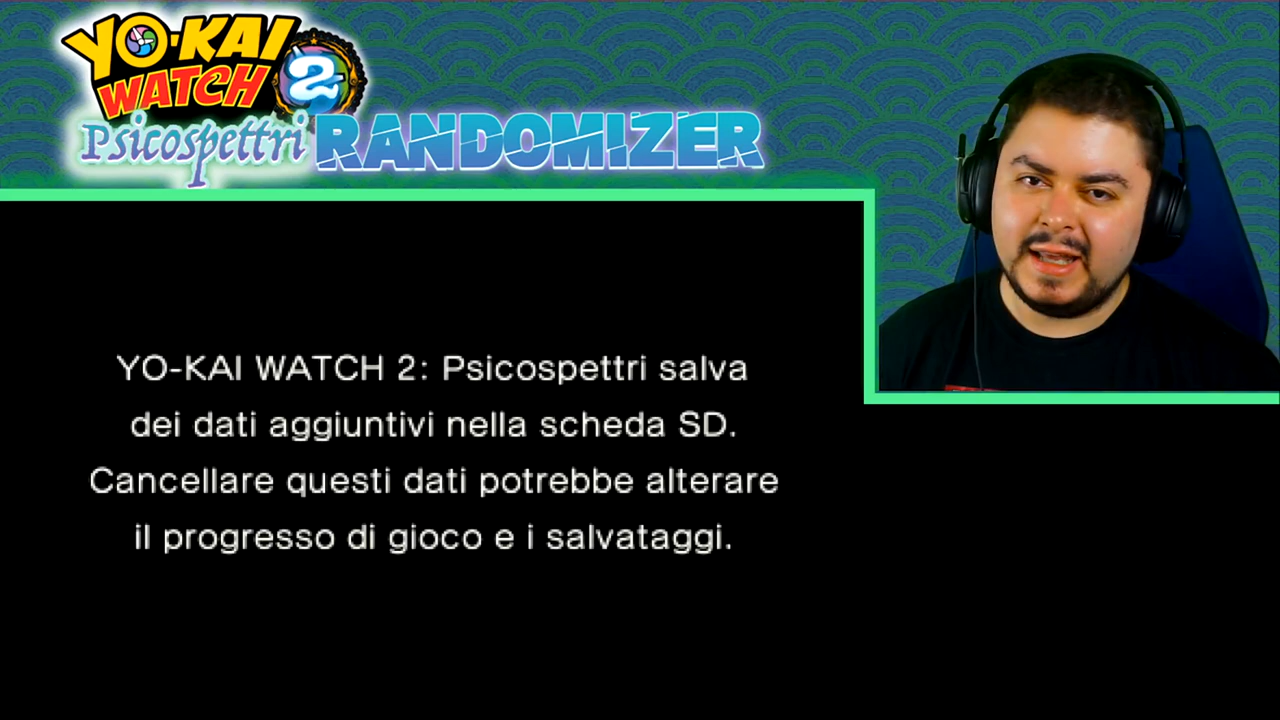 YO-KAI
WATCH 2
Psicospettri RANDOMIZER
YO-KAI WATCH 2: Psicospettri salva
dei dati aggiuntivi nella scheda SD.
Cancellare questi dati potrebbe alterare
il progresso di gioco e i salvataggi.